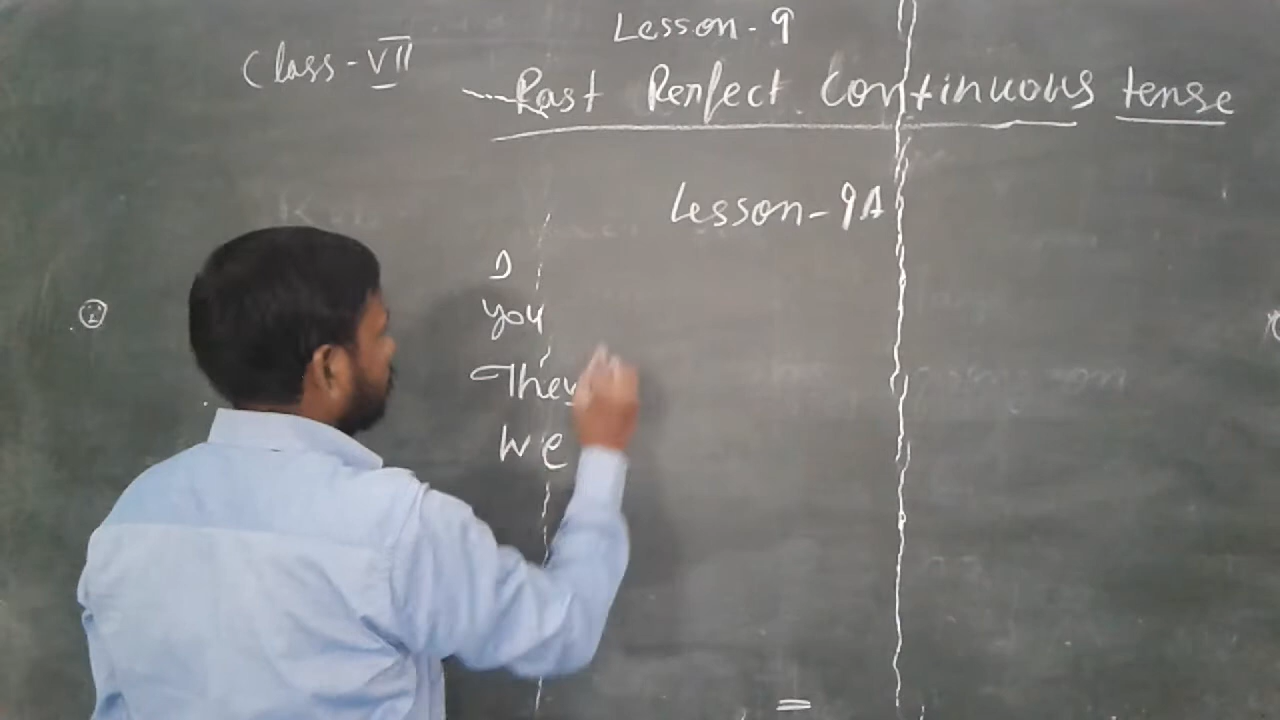 Lesson - 9
Class - VII
Past Perfect Continuous tense
Lesson - 9A
I
you
They
We